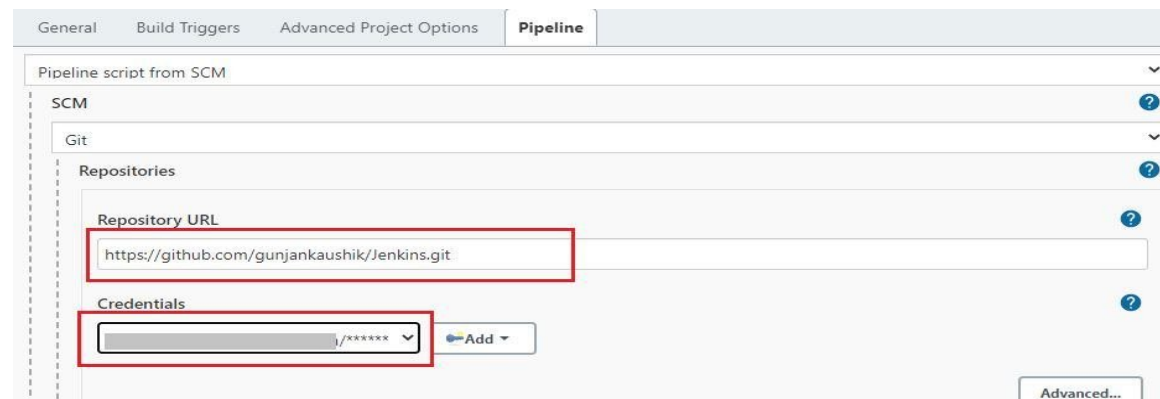 General Build Triggers Advanced Project Options Pipeline
Pipeline script from SCM
SCM
?
Git
Repositories
?
Repository URL
?
https://github.com/gunjankaushik/Jenkins.git
Credentials
?
/****** Add
Advanced...